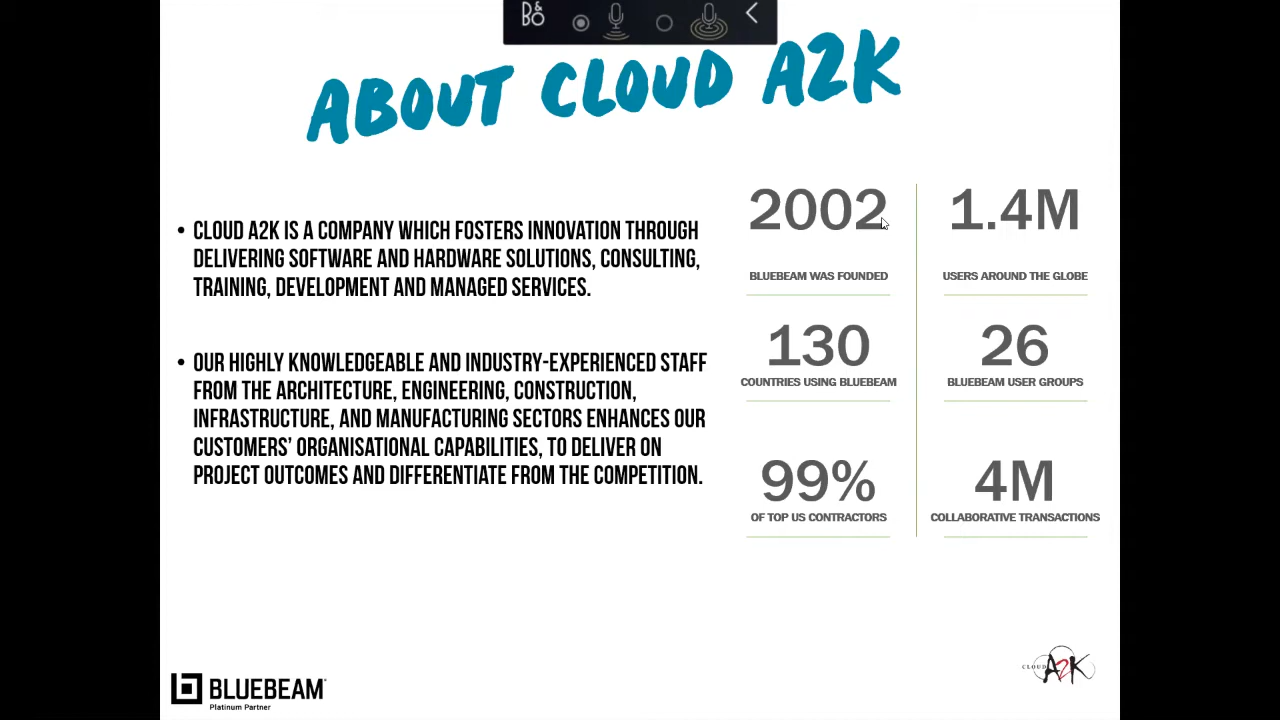 B&O
ABOUT CLOUD A2K
• CLOUD A2K IS A COMPANY WHICH FOSTERS INNOVATION THROUGH
DELIVERING SOFTWARE AND HARDWARE SOLUTIONS, CONSULTING,
TRAINING, DEVELOPMENT AND MANAGED SERVICES.
• OUR HIGHLY KNOWLEDGEABLE AND INDUSTRY-EXPERIENCED STAFF
FROM THE ARCHITECTURE, ENGINEERING, CONSTRUCTION,
INFRASTRUCTURE, AND MANUFACTURING SECTORS ENHANCES OUR
CUSTOMERS’ ORGANISATIONAL CAPABILITIES, TO DELIVER ON
PROJECT OUTCOMES AND DIFFERENTIATE FROM THE COMPETITION.
2002
BLUEBEAM WAS FOUNDED
1.4M
USERS AROUND THE GLOBE
130
COUNTRIES USING BLUEBEAM
26
BLUEBEAM USER GROUPS
99%
OF TOP US CONTRACTORS
4M
COLLABORATIVE TRANSACTIONS
BLUEBEAM®
Platinum Partner
CLOUD A2K